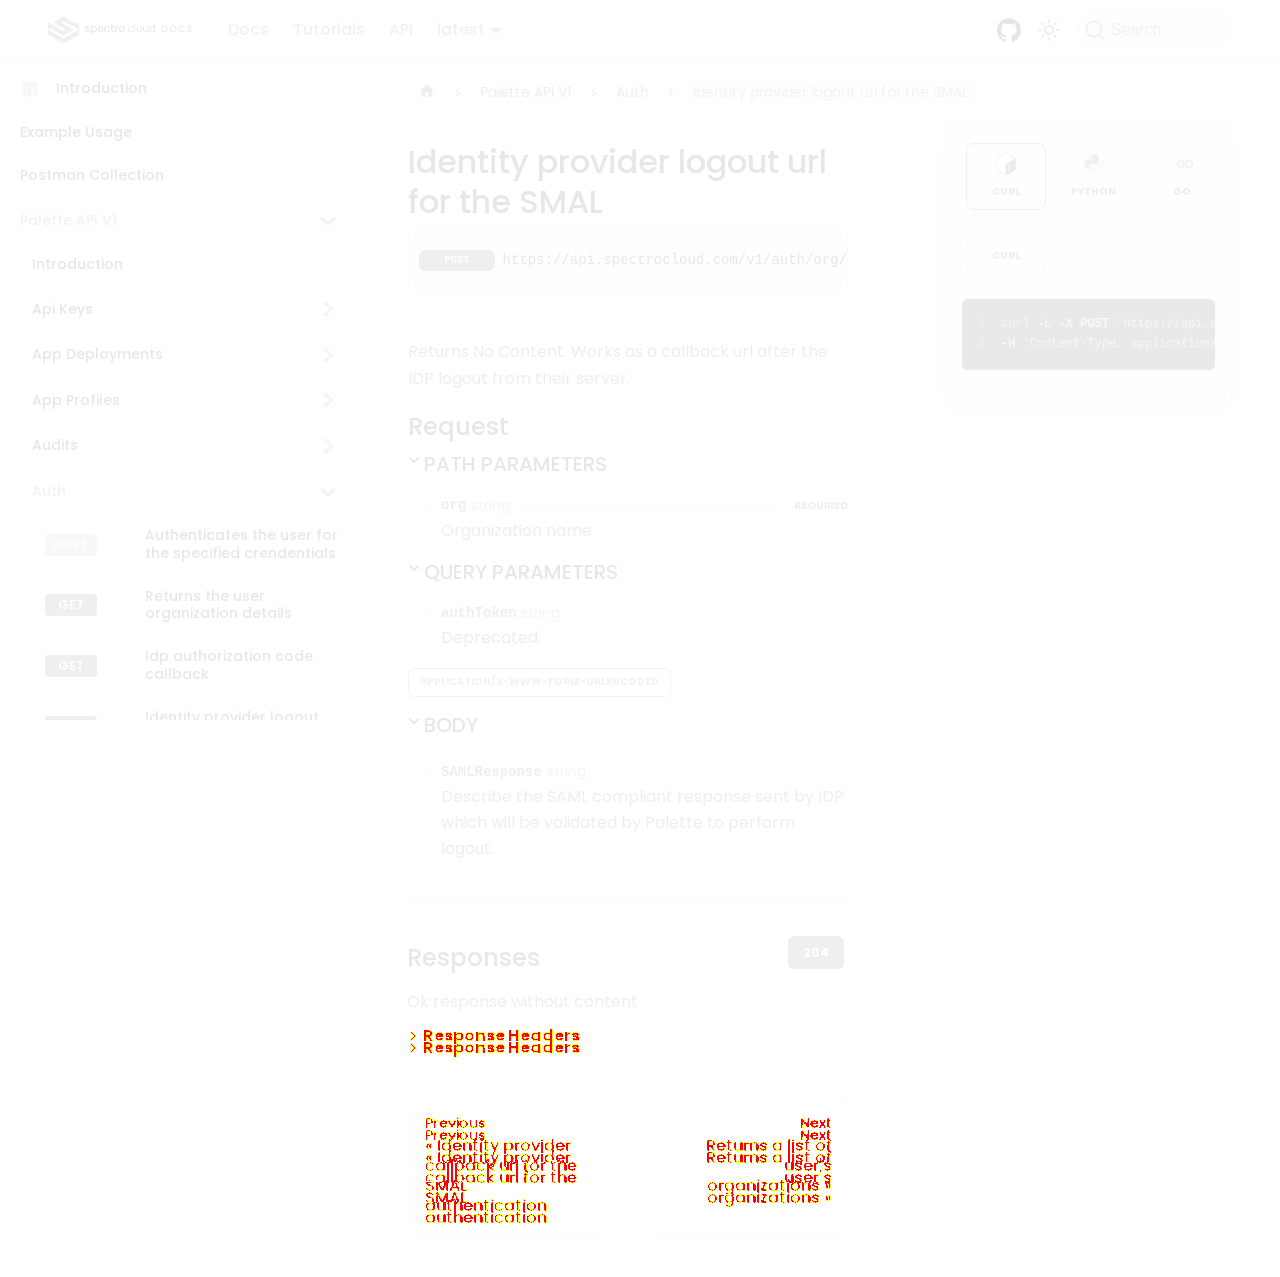 spectro cloud DOCS
Docs Tutorials API latest Search
Introduction
Example Usage
Postman Collection
Palette API V1
Introduction
Api Keys
App Deployments
App Profiles
Audits
Auth
POST Authenticates the user for
the specified crendentials
GET Returns the user
organization details
GET Idp authorization code
callback
Identity provider logout
Palette API V1 Auth Identity provider logout url for the SMAL
Identity provider logout url
for the SMAL
POST https://api.spectrocloud.com/v1/auth/org/
Returns No Content. Works as a callback url after the
IDP logout from their server.
Request
PATH PARAMETERS
org string REQUIRED
Organization name
QUERY PARAMETERS
authToken string
Deprecated.
APPLICATION/X-WWW-FORM-URLENCODED
BODY
SAMLResponse string
Describe the SAML compliant response sent by IDP
which will be validated by Palette to perform
logout.
Responses 204
Ok response without content
Response Headers
Response Headers
Previous
Previous
« Identity provider
« Identity provider
callback url for the
callback url for the
SMAL
SMAL
authentication
authentication
Next
Next
Returns a list of
Returns a list of
user's
user's
organizations »
organizations »
CURL PYTHON GO
CURL
1 curl -L -X POST 'https://api.s
2 -H 'Content-Type: application/